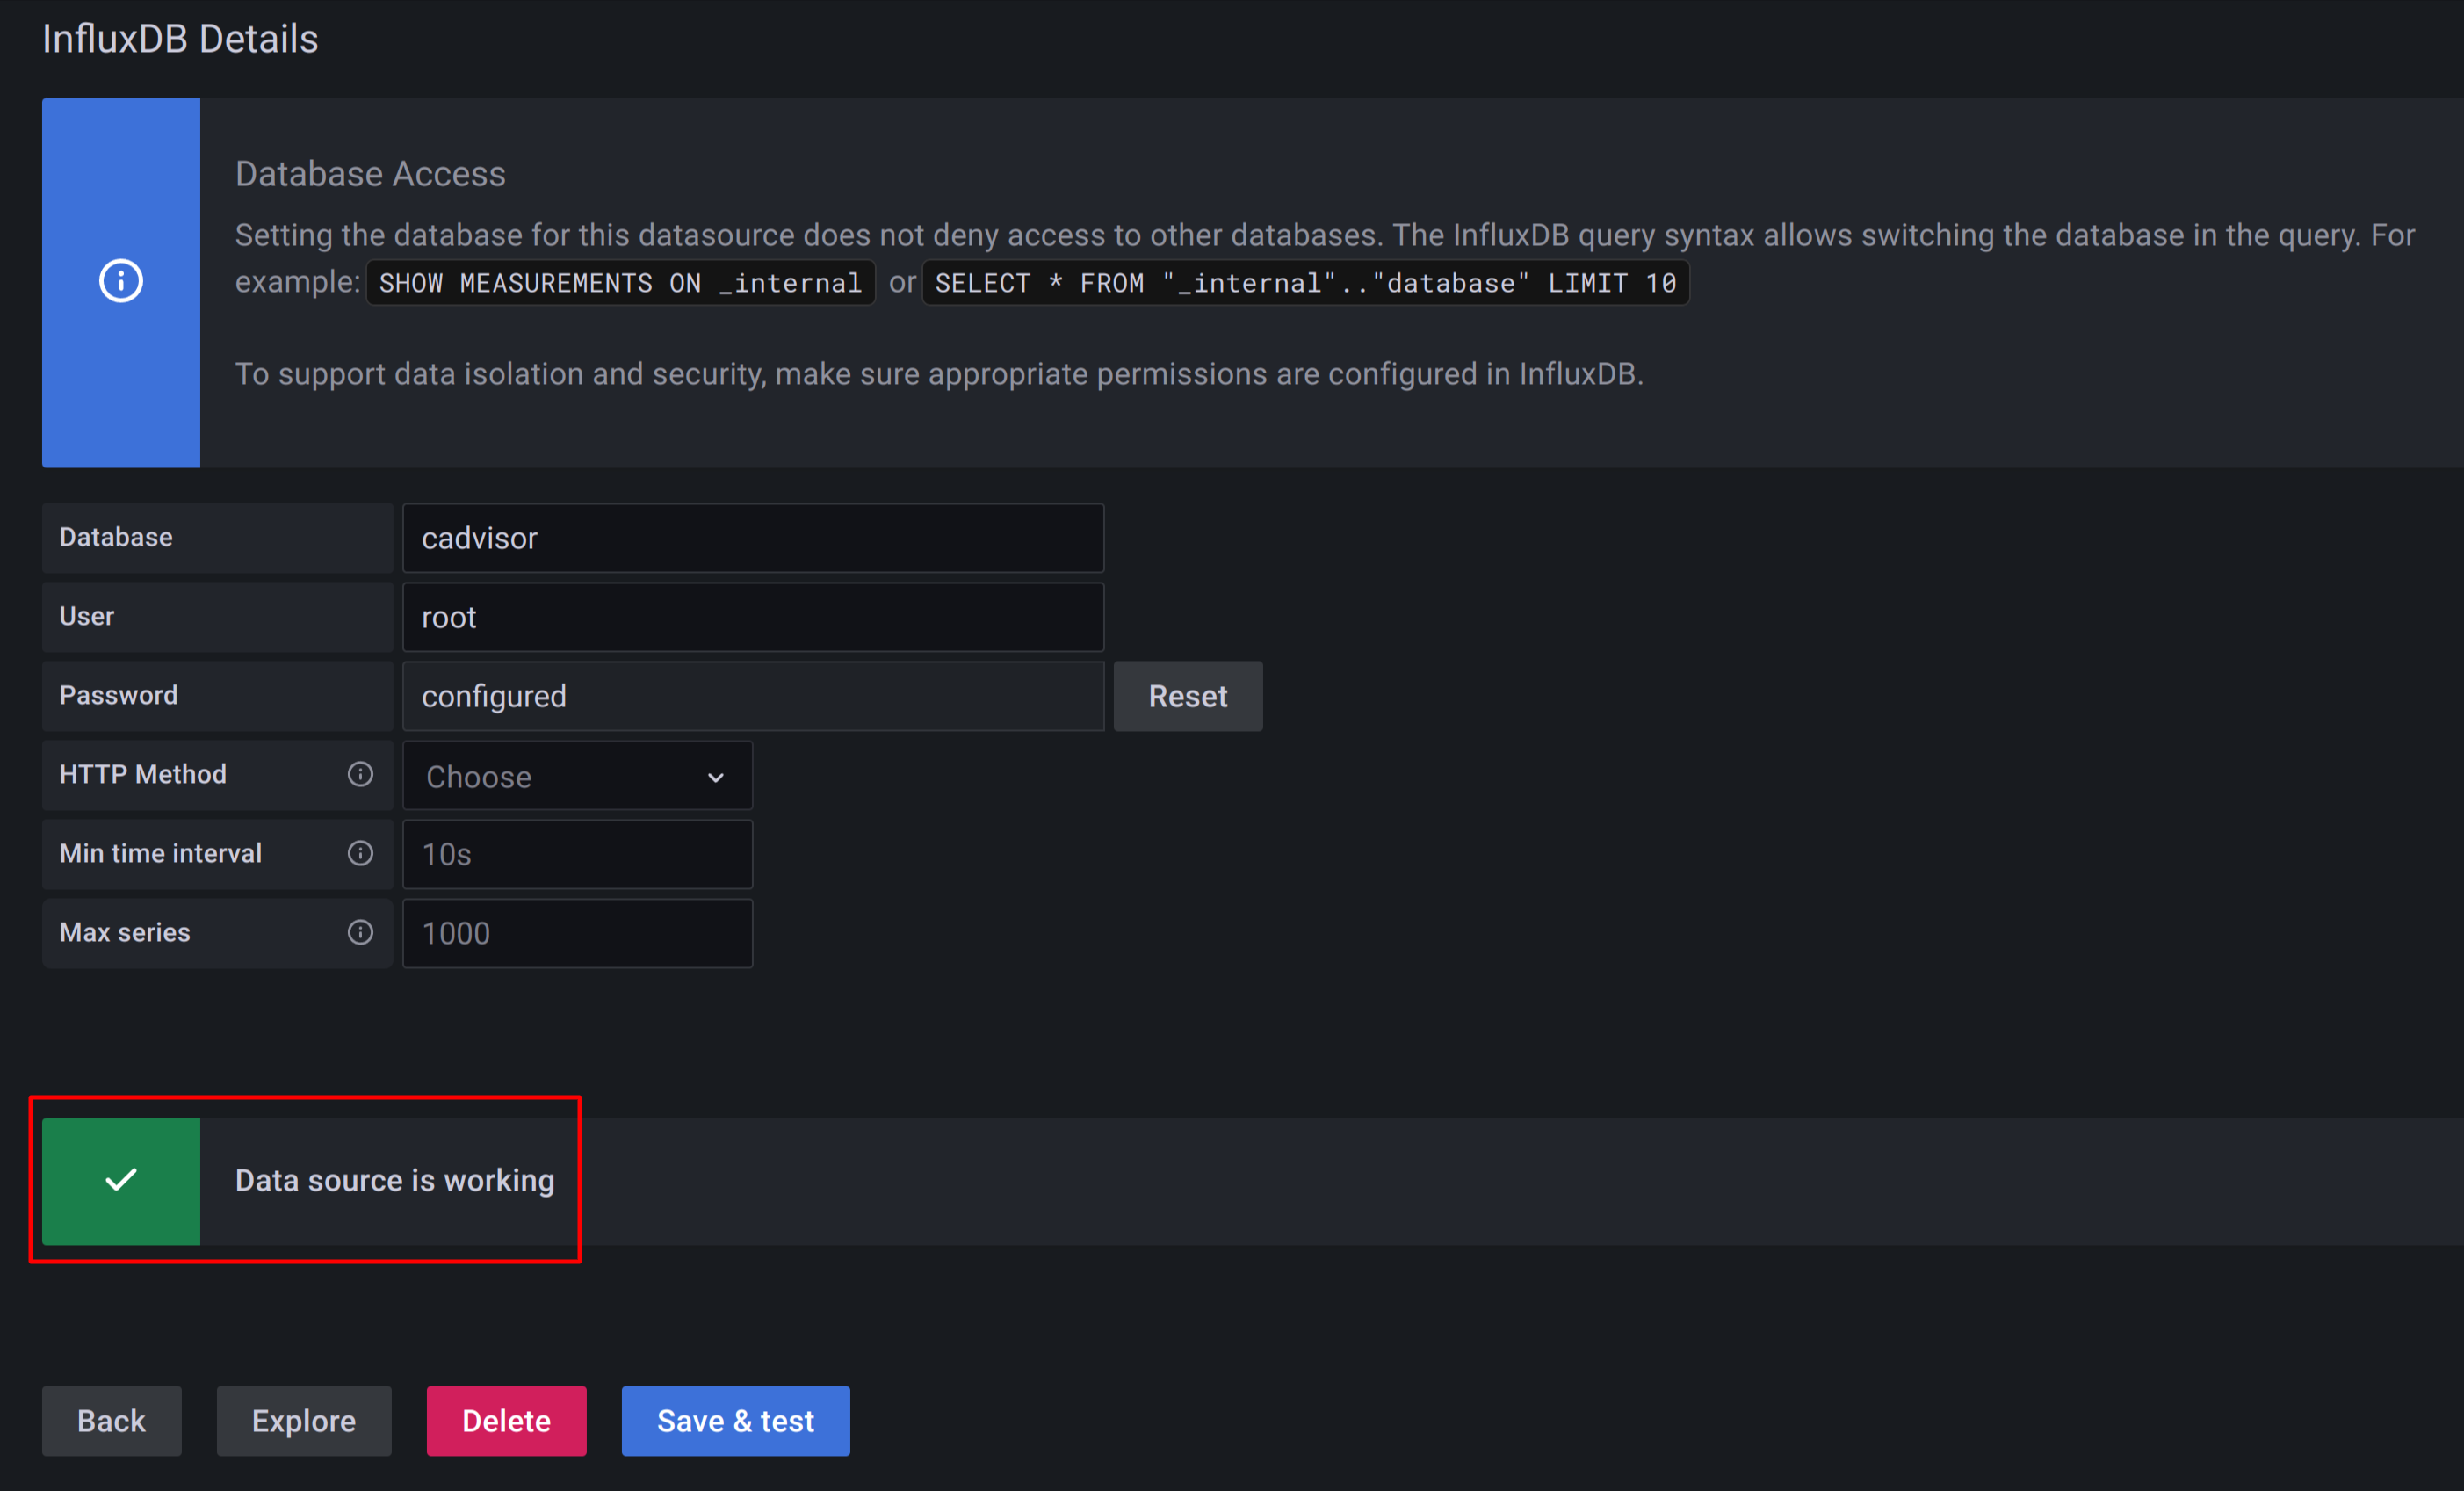 InfluxDB Details
Database Access
Setting the database for this datasource does not deny access to other databases. The InfluxDB query syntax allows switching the database in the query. For
example: SHOW MEASUREMENTS ON _internal or SELECT * FROM "_internal".."database" LIMIT 10
To support data isolation and security, make sure appropriate permissions are configured in InfluxDB.
Database cadvisor
User root
Password configured Reset
HTTP Method Choose
Min time interval 10s
Max series 1000
Data source is working
Back Explore Delete Save & test